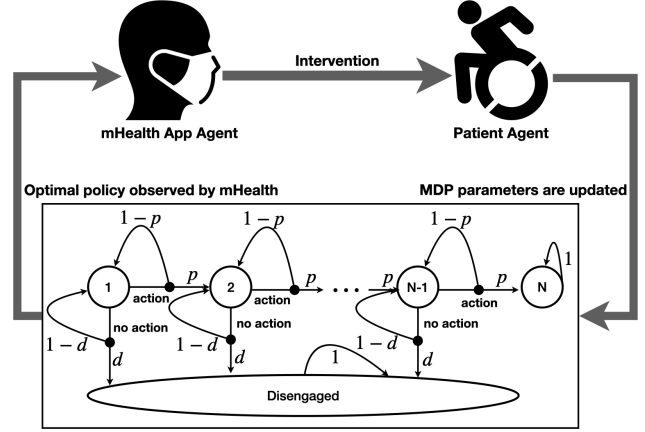 Intervention
mHealth App Agent
Patient Agent
Optimal policy observed by mHealth
MDP parameters are updated
1 − p
1 − p
1 − p
1
1
action
p
2
action
p
. . .
p
N-1
action
p
N
no action
no action
no action
1 − d
d
1 − d
d
1
1 − d
d
Disengaged